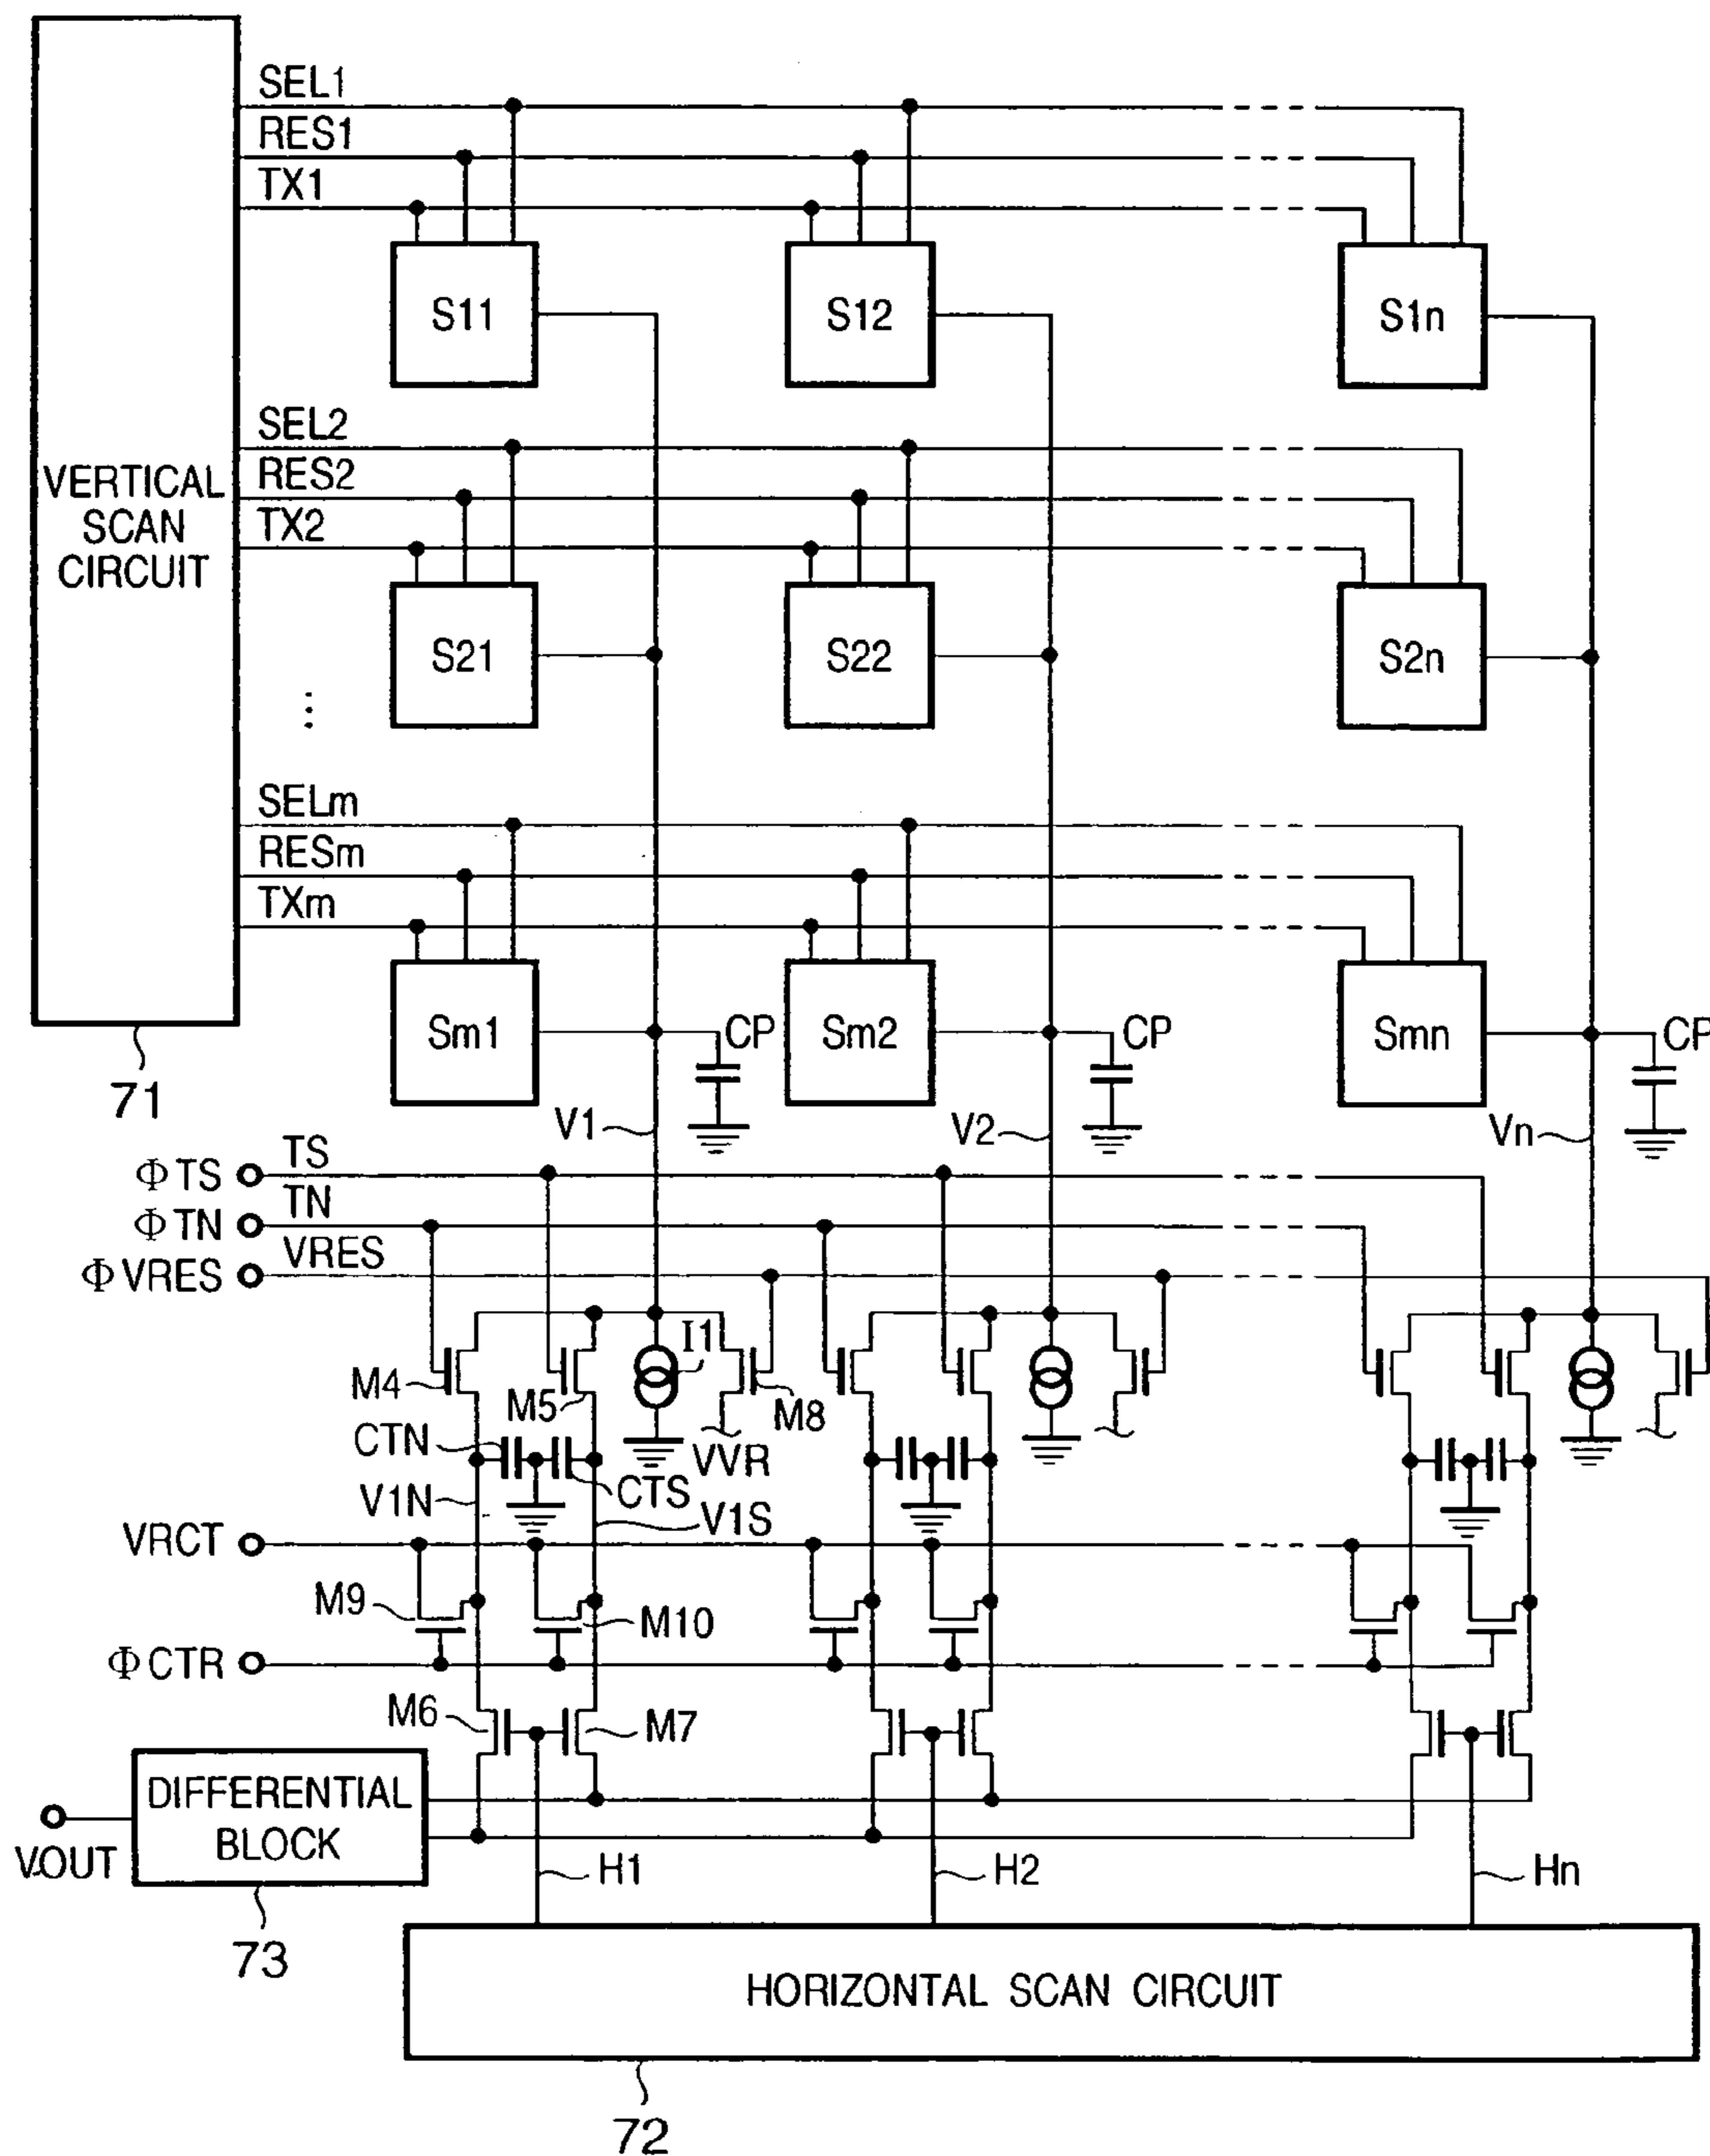 SEL1
RES1
TX1
S11
S12
S1n
SEL2
RES2
TX2
VERTICAL
SCAN
CIRCUIT
S21
S22
S2n
...
SELm
RESm
TXm
Sm1
CP
Sm2
CP
Smn
CP
71
V1
V2
Vn
ΦTS
TS
ΦTN
TN
ΦVRES
VRES
I1
M4
M5
M8
CTN
VVR
CTS
V1N
V1S
VRCT
M9
M10
ΦCTR
M6
M7
DIFFERENTIAL
BLOCK
V.OUT
H1
H2
Hn
73
HORIZONTAL SCAN CIRCUIT
72